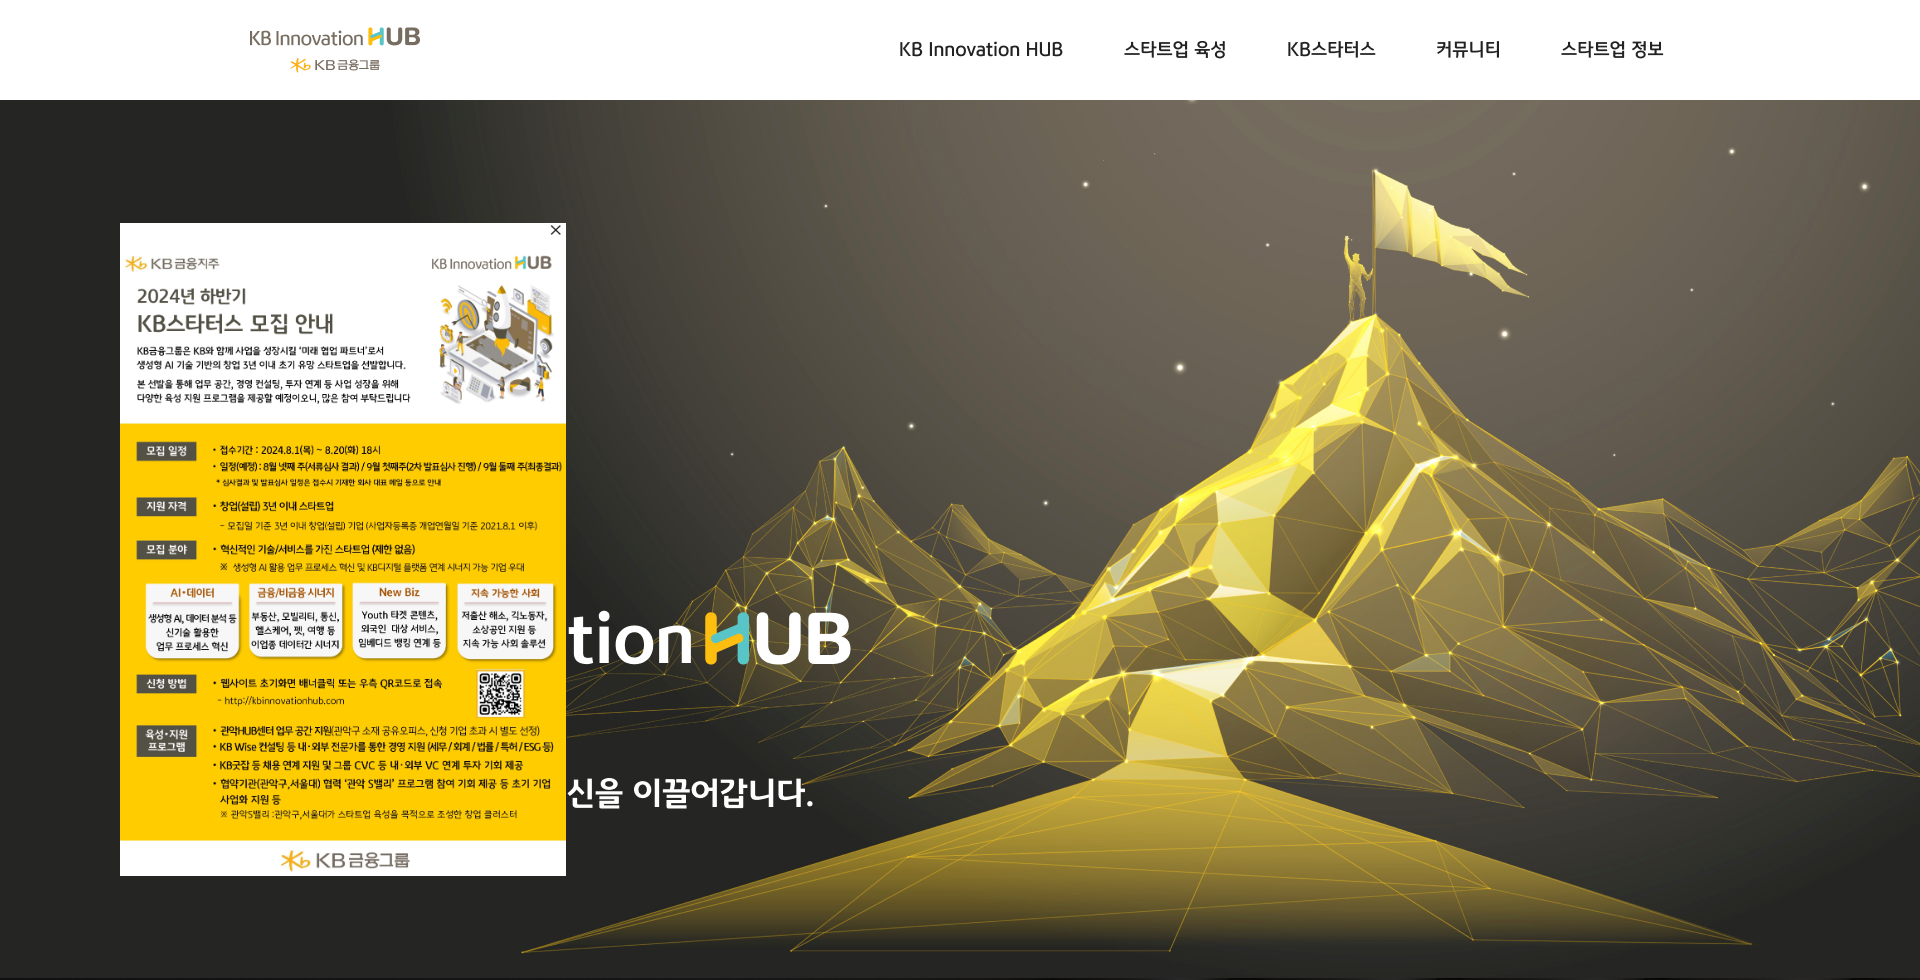 KB Innovation HUB
KB 금융그룹
KB Innovation HUB
스타트업 육성
KB스타터스
커뮤니티
스타트업 정보
KB 금융지주
KB Innovation HUB
2024년 하반기
KB스타터스 모집 안내
KB금융그룹은 KB와 함께 사업을 성장시킬 ‘미래 협업 파트너’로서
생성형 AI 기술 기반의 창업 3년 이내 초기 유망 스타트업을 선발합니다.
본 선발을 통해 업무 공간, 경영 컨설팅, 투자 연계 등 사업 성장을 위해
다양한 육성 지원 프로그램을 제공할 예정이오니, 많은 참여 부탁드립니다
모집 일정
• 접수기간 : 2024.8.1(목) ~ 8.20(화) 18시
• 일정(예정) : 8월 넷째 주(서류심사 결과) / 9월 첫째주(2차 발표심사 진행) / 9월 둘째 주(최종결과)
* 심사결과 및 발표심사 일정은 접수시 기재한 회사 대표 메일 등으로 안내
지원 자격
• 창업(설립) 3년 이내 스타트업
- 모집일 기준 3년 이내 창업(설립) 기업 (사업자등록증 개업연월일 기준 2021.8.1 이후)
모집 분야
• 혁신적인 기술/서비스를 가진 스타트업 (제한 없음)
※ 생성형 AI 활용 업무 프로세스 혁신 및 KB디지털 플랫폼 연계 시너지 가능 기업 우대
AI·데이터
생성형 AI, 데이터 분석 등
신기술 활용한
업무 프로세스 혁신
금융/비금융 시너지
부동산, 모빌리티, 통신,
헬스케어, 펫, 여행 등
이업종 데이터간 시너지
New Biz
Youth 타겟 콘텐츠,
외국인 대상 서비스,
임베디드 뱅킹 연계 등
지속 가능한 사회
저출산 해소, 긱노동자,
소상공인 지원 등
지속 가능 사회 솔루션
신청 방법
• 웹사이트 초기화면 배너클릭 또는 우측 QR코드로 접속
- http://kbinnovationhub.com
육성·지원
프로그램
• 관악HUB센터 업무 공간 지원(관악구 소재 공유오피스, 신청 기업 초과 시 별도 선정)
• KB Wise 컨설팅 등 내·외부 전문가를 통한 경영 지원 (세무 / 회계 / 법률 / 특허 / ESG 등)
• KB굿잡 등 채용 연계 지원 및 그룹 CVC 등 내·외부 VC 연계 투자 기회 제공
• 협약기관(관악구,서울대) 협력 ‘관악 S밸리’ 프로그램 참여 기회 제공 등 초기 기업
사업화 지원 등
※ 관악S밸리 :관악구,서울대가 스타트업 육성을 목적으로 조성한 창업 클러스터
KB 금융그룹
tion HUB
신을 이끌어갑니다.